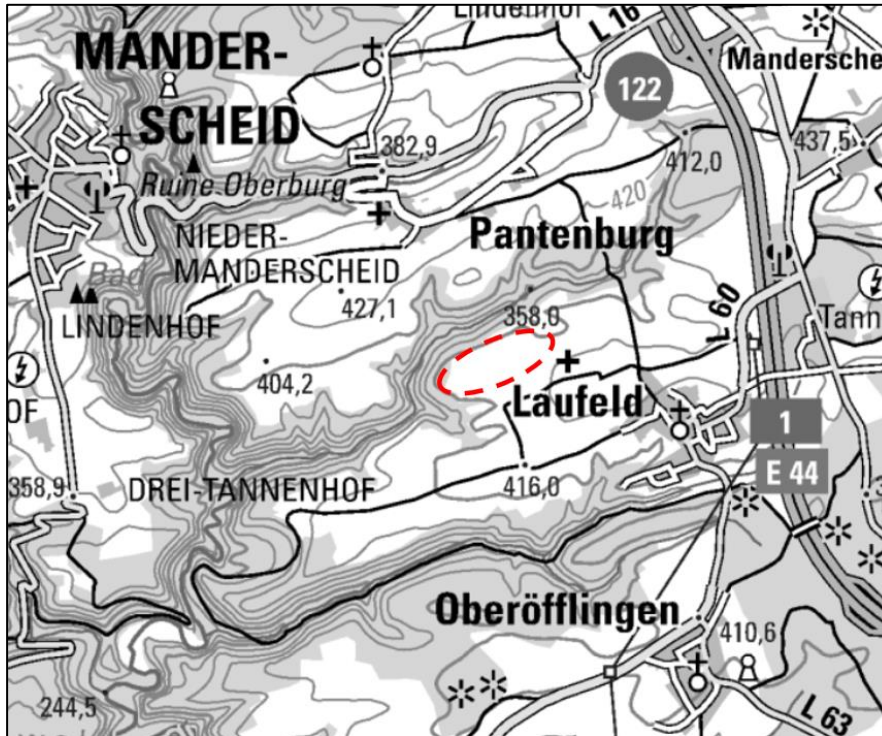 Lindenhof
L 16
MANDER-
SCHEID
122
Mandersche
437,5
382,9
412,0
Ruine Oberburg
420
NIEDER-
MANDERSCHEID
Pantenburg
Bad
427,1
358,0
L 60
LINDENHOF
Tann
404,2
OF
Laufeld
1
E 44
358,9
DREI-TANNENHOF
416,0
Oberöfflingen
410,6
244,5
L 63